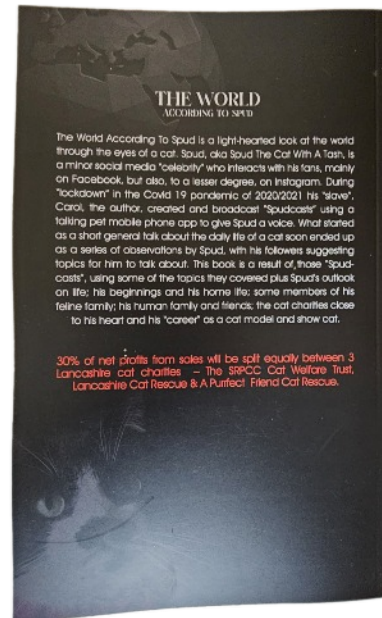 THE WORLD
ACCORDING TO SPUD
The World According To Spud is a light-hearted look at the world
through the eyes of a cat. Spud, aka Spud The Cat With A Tash, is
a minor social media "celebrity" who interacts with his fans, mainly
on Facebook, but also, to a lesser degree, on Instagram. During
"lockdown" in the Covid 19 pandemic of 2020/2021 his "slave",
Carol, the author, created and broadcast "Spudcasts" using a
talking pet mobile phone app to give Spud a voice. What started
as a short general talk about the daily life of a cat soon ended up
as a series of observations by Spud, with his followers suggesting
topics for him to talk about. This book is a result of those "Spud-
casts", using some of the topics they covered plus Spud's outlook
on life; his beginnings and his home life; some members of his
feline family; his human family and friends; the cat charities close
to his heart and his "career" as a cat model and show cat.
30% of net profits from sales will be split equally between 3
Lancashire cat charities – The SRPCC Cat Welfare Trust,
Lancashire Cat Rescue & A Purrfect Friend Cat Rescue.